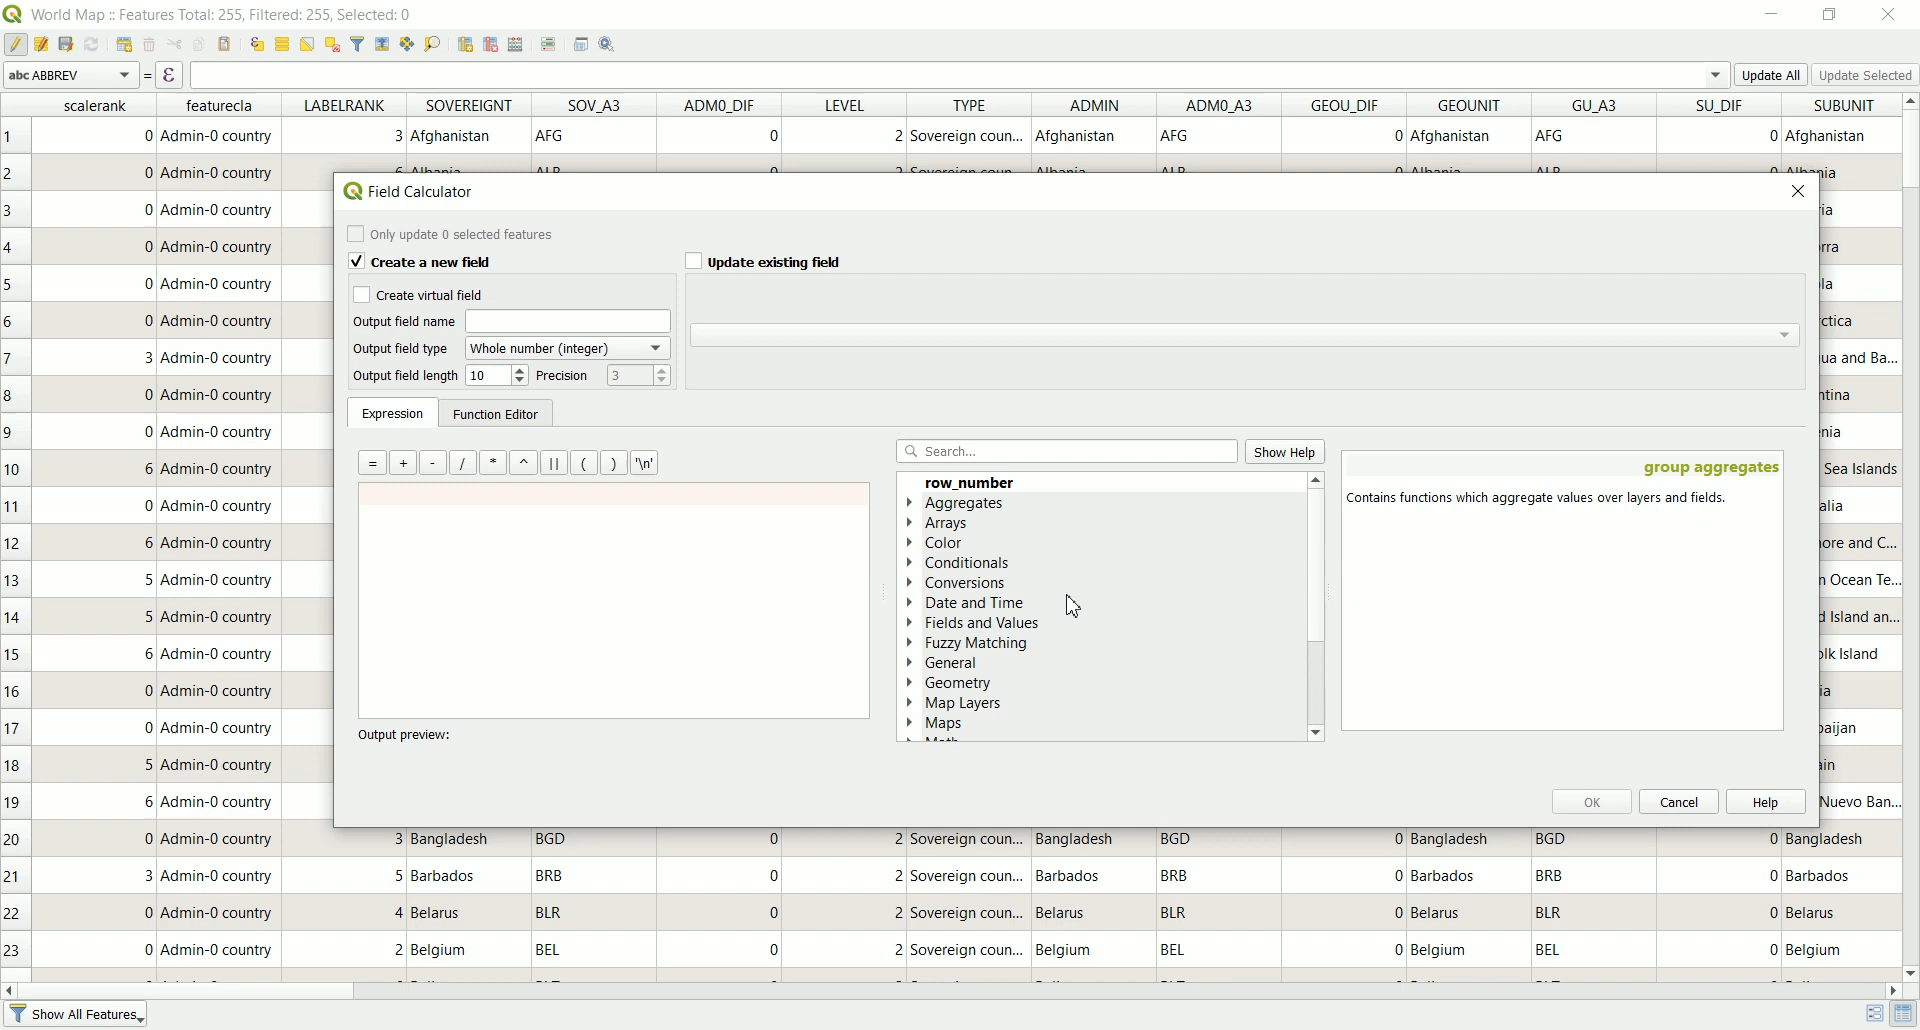 World Map :: Features Total: 255, Filtered: 255, Selected: 0
abc ABBREV = ε Update All Update Selected
scalerank featurecla LABELRANK SOVEREIGNT SOV_A3 ADM0_DIF LEVEL TYPE ADMIN ADM0_A3 GEOU_DIF GEOUNIT GU_A3 SU_DIF SUBUNIT
1 0 Admin-0 country 3 Afghanistan AFG 0 2 Sovereign coun... Afghanistan AFG 0 Afghanistan AFG 0 Afghanistan
2 0 Admin-0 country 6 Albania ALB 0 2 Sovereign coun... Albania ALB 0 Albania ALB 0 Albania
3 0 Admin-0 country ria
4 0 Admin-0 country orra
5 0 Admin-0 country la
6 0 Admin-0 country rctica
7 3 Admin-0 country ua and Ba...
8 0 Admin-0 country ntina
9 0 Admin-0 country nia
10 6 Admin-0 country Sea Islands
11 0 Admin-0 country alia
12 6 Admin-0 country ore and C...
13 5 Admin-0 country n Ocean Te...
14 5 Admin-0 country d Island an...
15 6 Admin-0 country lk Island
16 0 Admin-0 country ia
17 0 Admin-0 country baijan
18 5 Admin-0 country in
19 6 Admin-0 country Nuevo Ban...
Field Calculator
Only update 0 selected features
Create a new field
Update existing field
Create virtual field
Output field name
Output field type Whole number (integer)
Output field length 10 Precision 3
Expression Function Editor
= + - / * ^ || ( ) '\n'
Search... Show Help
row_number
Aggregates
Arrays
Color
Conditionals
Conversions
Date and Time
Fields and Values
Fuzzy Matching
General
Geometry
Map Layers
Maps
Math
group aggregates
Contains functions which aggregate values over layers and fields.
Output preview:
OK Cancel Help
20 0 Admin-0 country 3 Bangladesh BGD 0 2 Sovereign coun... Bangladesh BGD 0 Bangladesh BGD 0 Bangladesh
21 3 Admin-0 country 5 Barbados BRB 0 2 Sovereign coun... Barbados BRB 0 Barbados BRB 0 Barbados
22 0 Admin-0 country 4 Belarus BLR 0 2 Sovereign coun... Belarus BLR 0 Belarus BLR 0 Belarus
23 0 Admin-0 country 2 Belgium BEL 0 2 Sovereign coun... Belgium BEL 0 Belgium BEL 0 Belgium
Show All Features